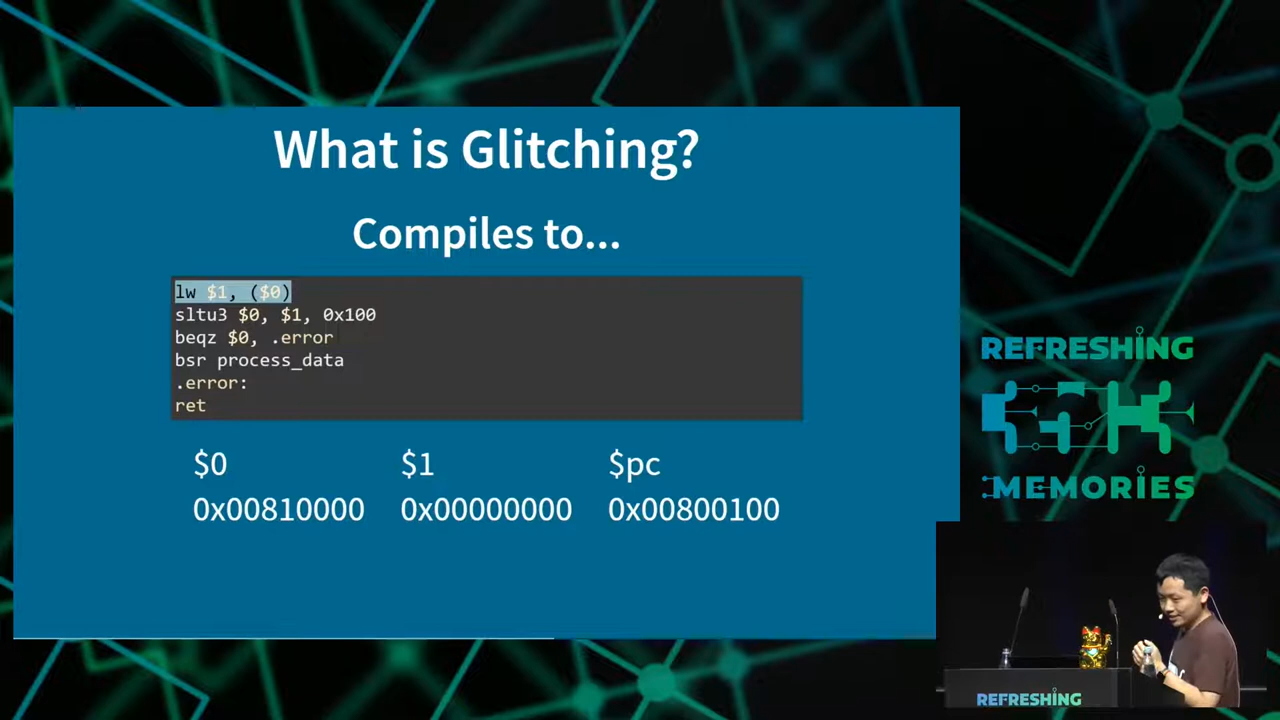 What is Glitching?
Compiles to...
lw $1, ($0)
sltu3 $0, $1, 0x100
beqz $0, .error
bsr process_data
.error:
ret
$0 $1 $pc
0x00810000 0x00000000 0x00800100
REFRESHING
35C3
MEMORIES
REFRESHING